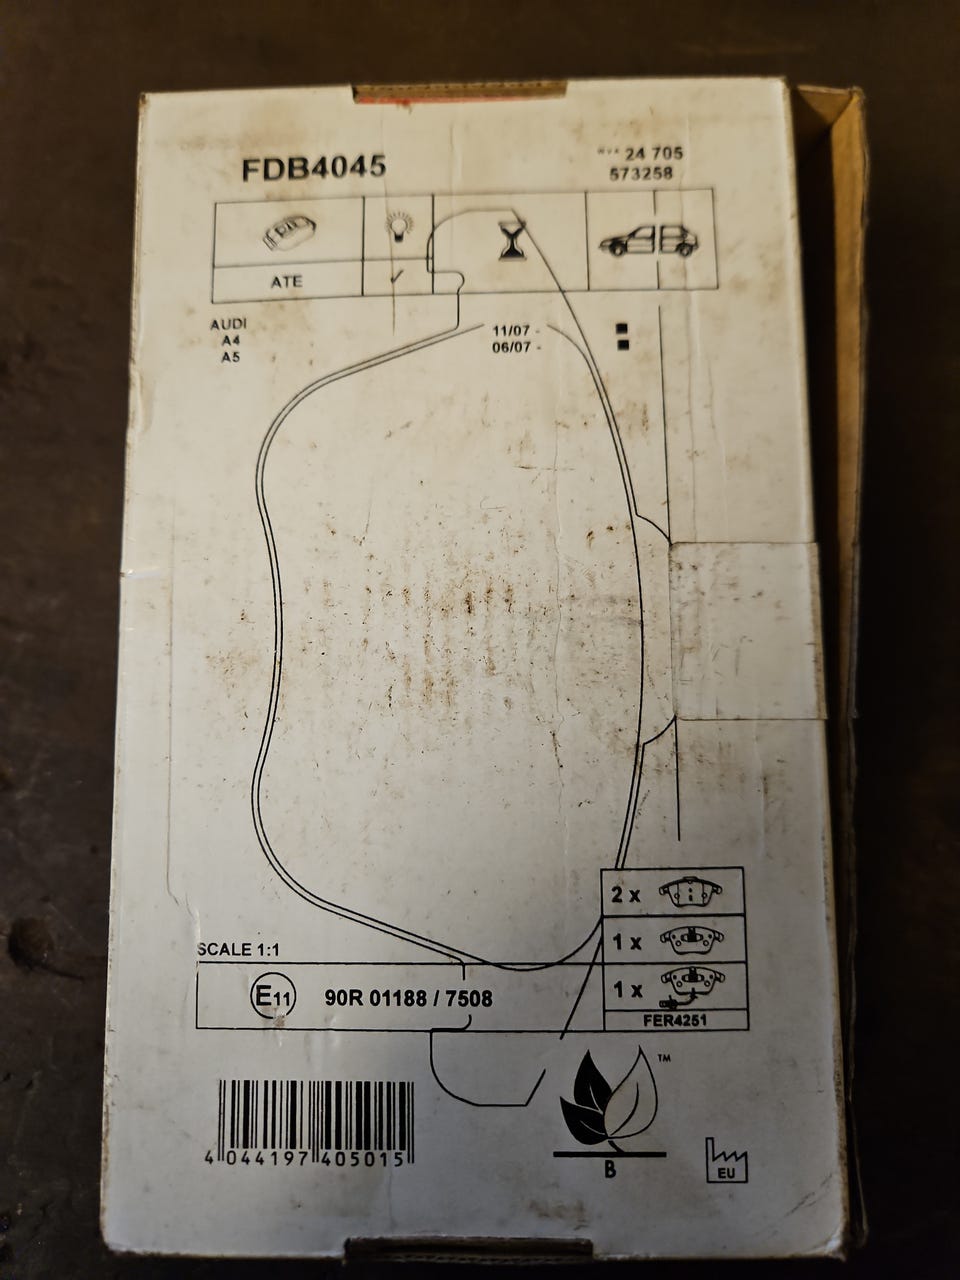 FDB4045
24 705
573258
ATE
AUDI
A4
A5
11/07 -
06/07 -
2 x
1 x
1 x
FER4251
SCALE 1:1
E11
90R 01188 / 7508
4 044197 405015
TM
B
EU